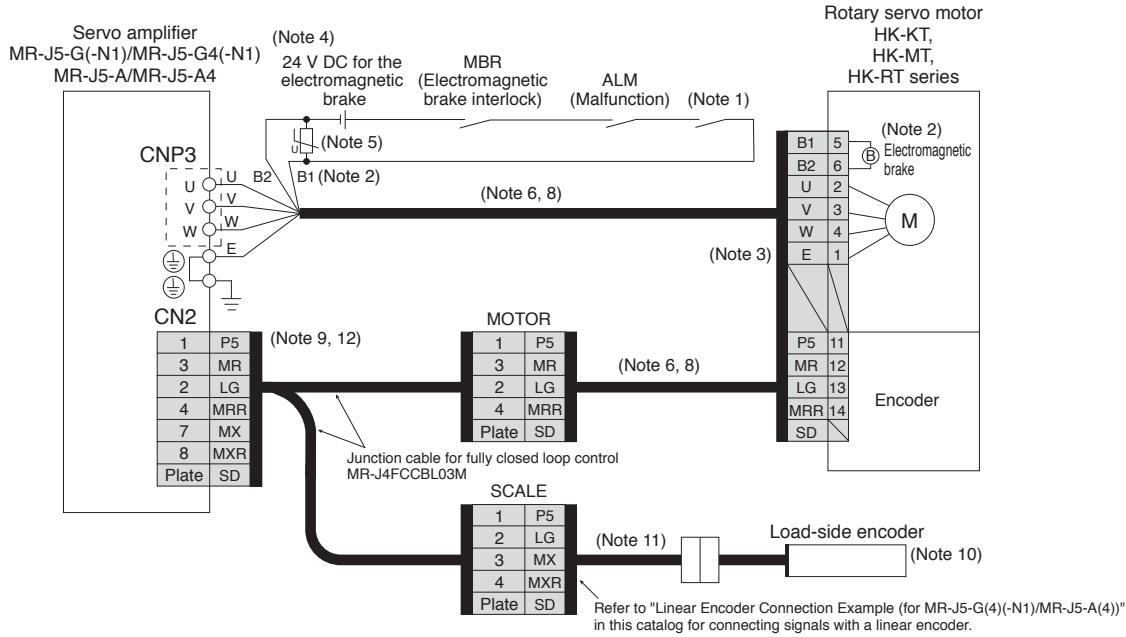 Servo amplifier
MR-J5-G(-N1)/MR-J5-G4(-N1)
MR-J5-A/MR-J5-A4
(Note 4)
24 V DC for the
electromagnetic
brake
MBR
(Electromagnetic
brake interlock)
ALM
(Malfunction)
(Note 1)
Rotary servo motor
HK-KT,
HK-MT,
HK-RT series
U
(Note 5)
CNP3
U U
V V
W W
E
B2
B1 (Note 2)
(Note 6, 8)
(Note 3)
B1 5
B2 6
U 2
V 3
W 4
E 1
(Note 2)
B
Electromagnetic
brake
M
CN2
1 P5
3 MR
2 LG
4 MRR
7 MX
8 MXR
Plate SD
(Note 9, 12)
MOTOR
1 P5
3 MR
2 LG
4 MRR
Plate SD
(Note 6, 8)
P5 11
MR 12
LG 13
MRR 14
SD
Encoder
Junction cable for fully closed loop control
MR-J4FCCBL03M
SCALE
1 P5
2 LG
3 MX
4 MXR
Plate SD
(Note 11)
Load-side encoder
(Note 10)
Refer to "Linear Encoder Connection Example (for MR-J5-G(4)(-N1)/MR-J5-A(4))"
in this catalog for connecting signals with a linear encoder.